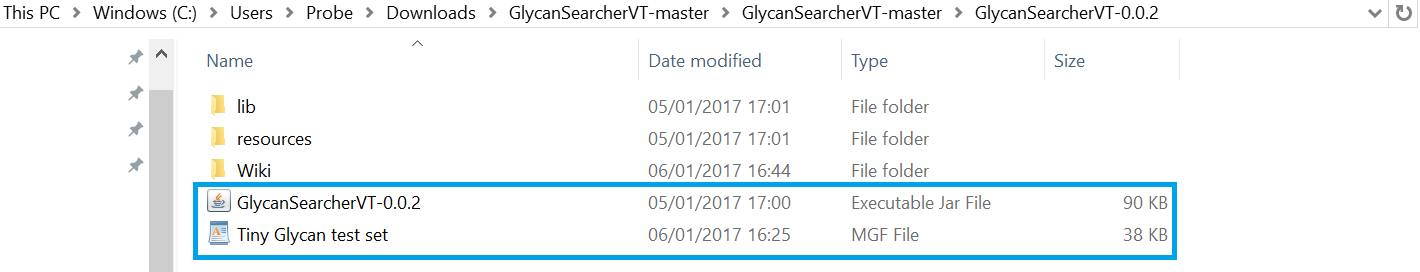 This PC > Windows (C:) > Users > Probe > Downloads > GlycanSearcherVT-master > GlycanSearcherVT-master > GlycanSearcherVT-0.0.2
Name Date modified Type Size
lib 05/01/2017 17:01 File folder
resources 05/01/2017 17:01 File folder
Wiki 06/01/2017 16:44 File folder
GlycanSearcherVT-0.0.2 05/01/2017 17:00 Executable Jar File 90 KB
Tiny Glycan test set 06/01/2017 16:25 MGF File 38 KB